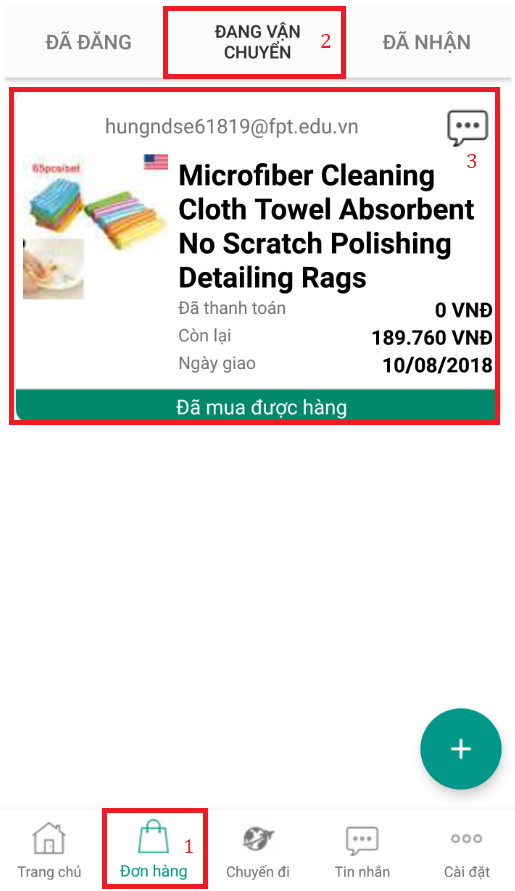 ĐÃ ĐĂNG
ĐANG VẬN
CHUYỂN
2
ĐÃ NHẬN
hungndse61819@fpt.edu.vn
3
65pcs/set
Microfiber Cleaning
Cloth Towel Absorbent
No Scratch Polishing
Detailing Rags
Đã thanh toán 0 VNĐ
Còn lại 189.760 VNĐ
Ngày giao 10/08/2018
Đã mua được hàng
+
1
Trang chủ
Đơn hàng
Chuyến đi
Tin nhắn
Cài đặt